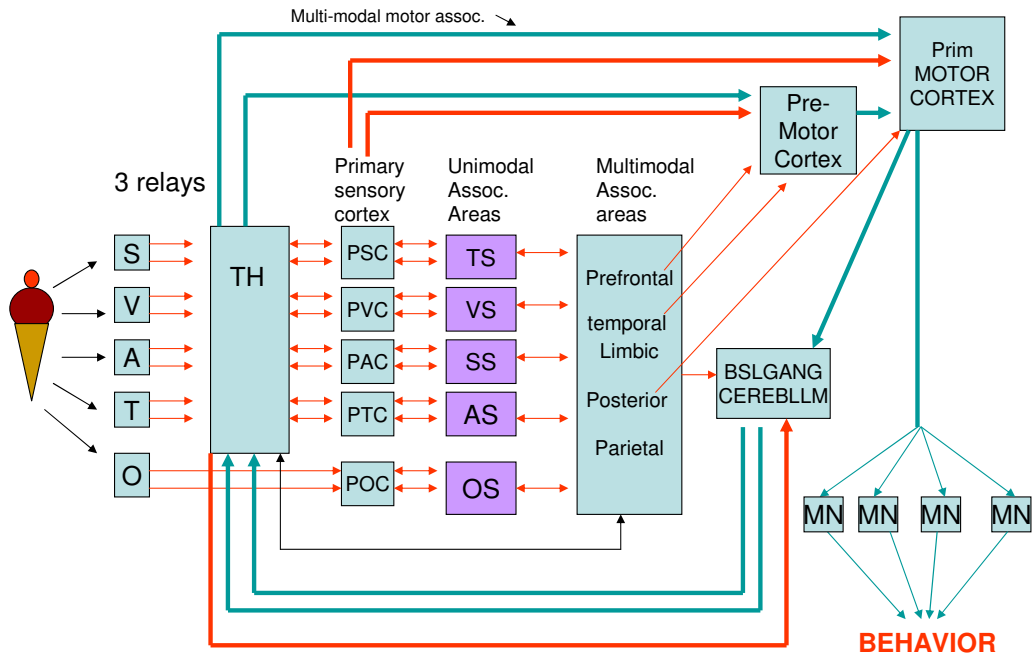 Multi-modal motor assoc.
Prim
MOTOR
CORTEX
Pre-
Motor
Cortex
3 relays
Primary
sensory
cortex
Unimodal
Assoc.
Areas
Multimodal
Assoc.
areas
S
V
A
T
O
TH
PSC
PVC
PAC
PTC
POC
TS
VS
SS
AS
OS
Prefrontal
temporal
Limbic
Posterior
Parietal
BSLGANG
CEREBLLM
MN
MN
MN
MN
BEHAVIOR